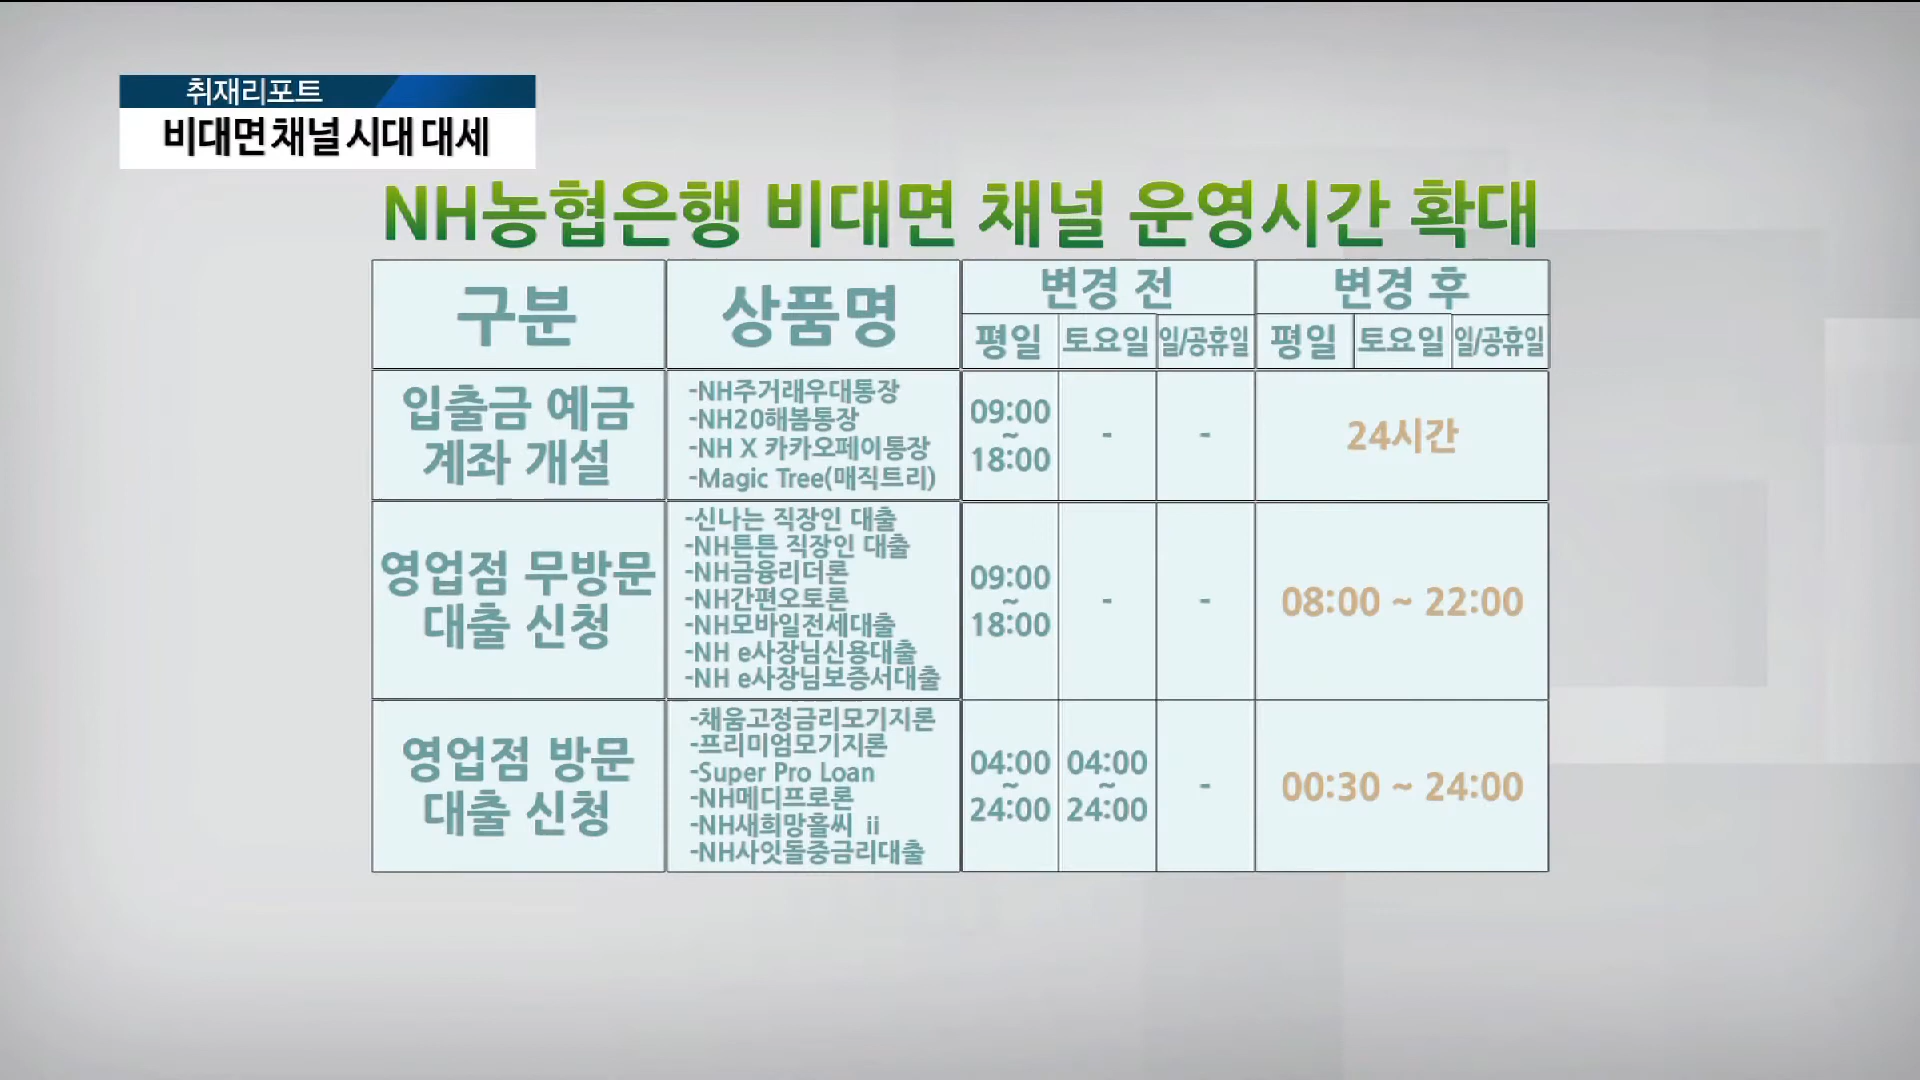 취재리포트
비대면 채널 시대 대세
NH농협은행 비대면 채널 운영시간 확대
구분 상품명 변경 전 변경 후
평일 토요일 일/공휴일 평일 토요일 일/공휴일
입출금 예금
계좌 개설
-NH주거래우대통장
-NH20해봄통장
-NH X 카카오페이통장
-Magic Tree(매직트리)
09:00
~
18:00
-
-
24시간
영업점 무방문
대출 신청
-신나는 직장인 대출
-NH튼튼 직장인 대출
-NH금융리더론
-NH간편오토론
-NH모바일전세대출
-NH e사장님신용대출
-NH e사장님보증서대출
09:00
~
18:00
-
-
08:00 ~ 22:00
영업점 방문
대출 신청
-채움고정금리모기지론
-프리미엄모기지론
-Super Pro Loan
-NH메디프로론
-NH새희망홀씨 ii
-NH사잇돌중금리대출
04:00
~
24:00
04:00
~
24:00
-
00:30 ~ 24:00